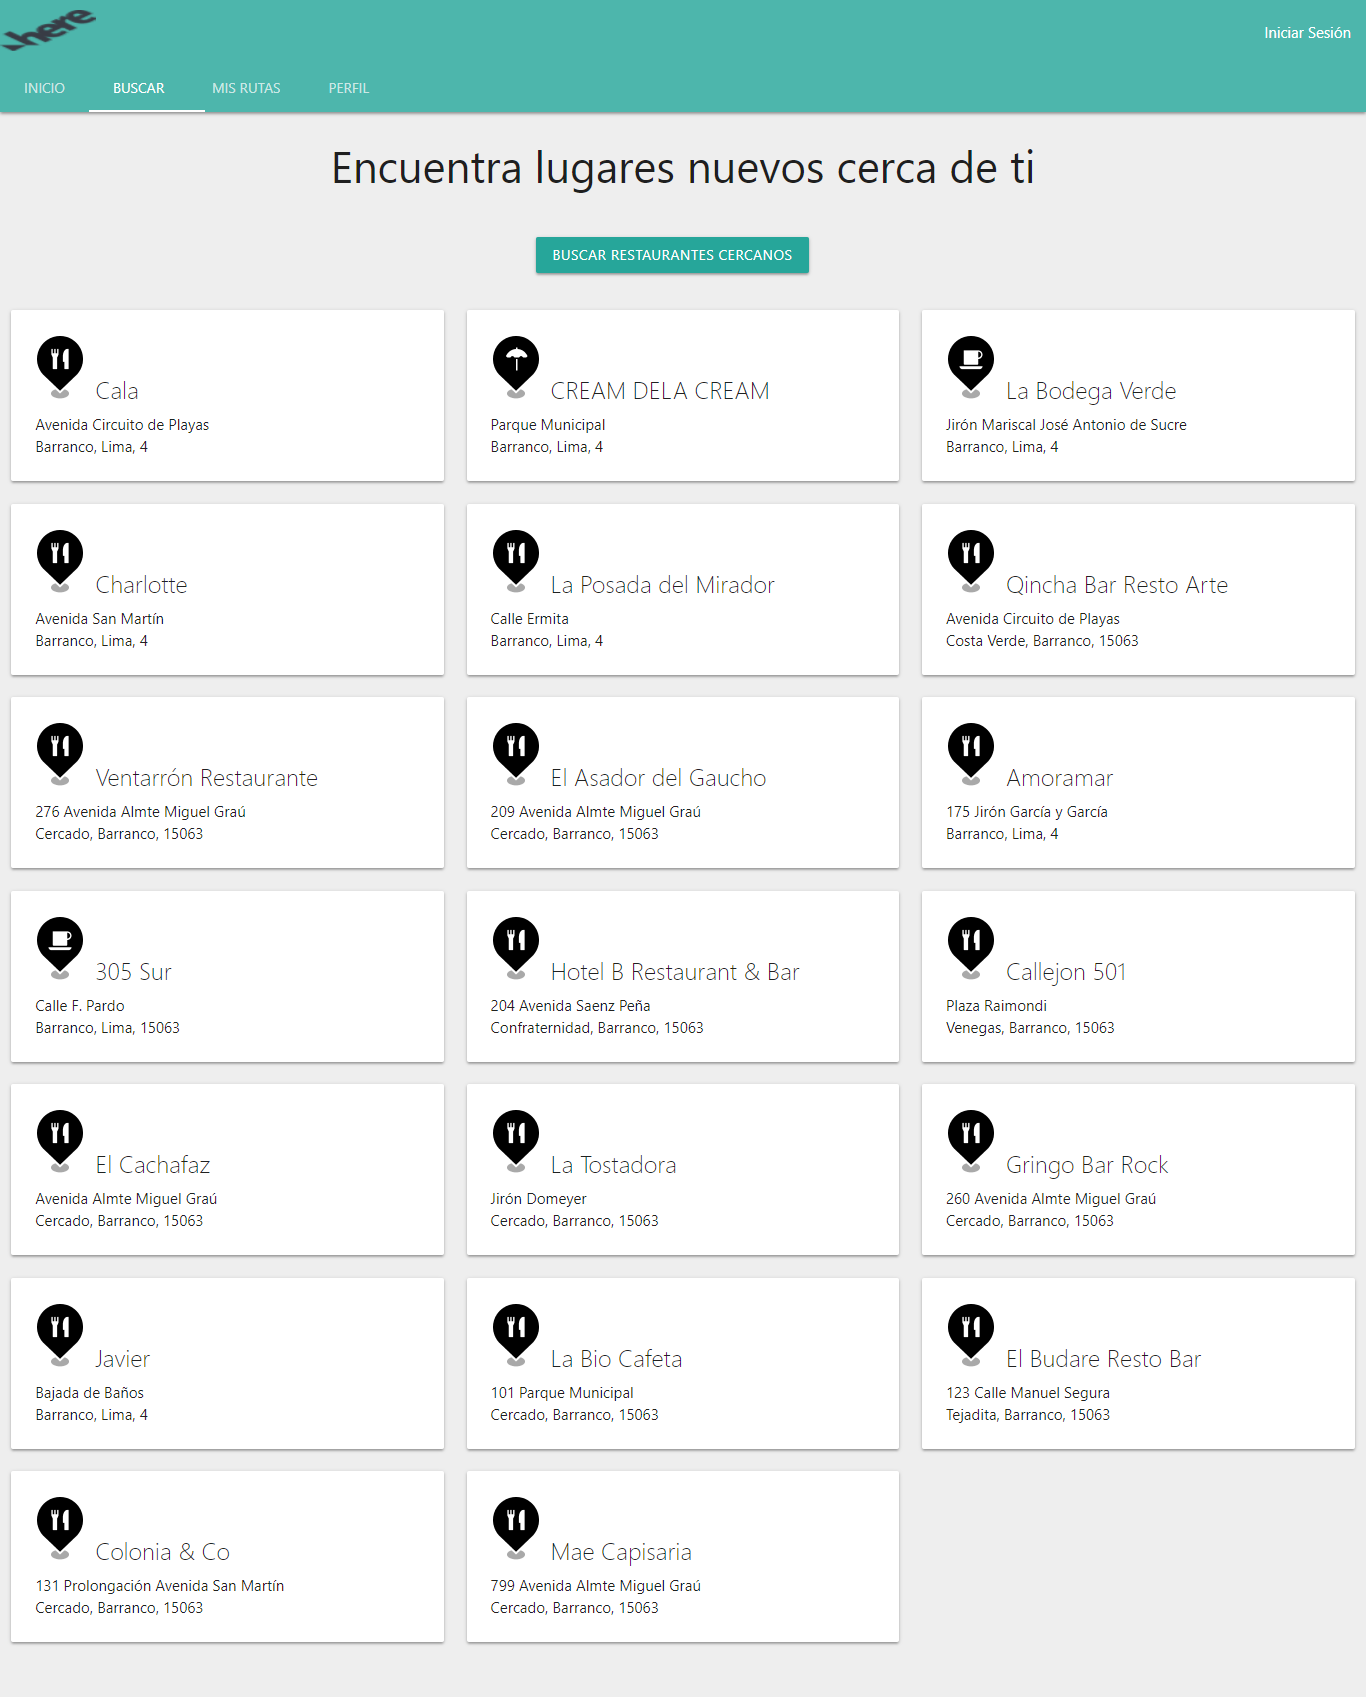 .here
Iniciar Sesión
INICIO
BUSCAR
MIS RUTAS
PERFIL
Encuentra lugares nuevos cerca de ti
BUSCAR RESTAURANTES CERCANOS
Cala
Avenida Circuito de Playas
Barranco, Lima, 4
CREAM DELA CREAM
Parque Municipal
Barranco, Lima, 4
La Bodega Verde
Jirón Mariscal José Antonio de Sucre
Barranco, Lima, 4
Charlotte
Avenida San Martín
Barranco, Lima, 4
La Posada del Mirador
Calle Ermita
Barranco, Lima, 4
Qincha Bar Resto Arte
Avenida Circuito de Playas
Costa Verde, Barranco, 15063
Ventarrón Restaurante
276 Avenida Almte Miguel Graú
Cercado, Barranco, 15063
El Asador del Gaucho
209 Avenida Almte Miguel Graú
Cercado, Barranco, 15063
Amoramar
175 Jirón García y García
Barranco, Lima, 4
305 Sur
Calle F. Pardo
Barranco, Lima, 15063
Hotel B Restaurant & Bar
204 Avenida Saenz Peña
Confraternidad, Barranco, 15063
Callejon 501
Plaza Raimondi
Venegas, Barranco, 15063
El Cachafaz
Avenida Almte Miguel Graú
Cercado, Barranco, 15063
La Tostadora
Jirón Domeyer
Cercado, Barranco, 15063
Gringo Bar Rock
260 Avenida Almte Miguel Graú
Cercado, Barranco, 15063
Javier
Bajada de Baños
Barranco, Lima, 4
La Bio Cafeta
101 Parque Municipal
Cercado, Barranco, 15063
El Budare Resto Bar
123 Calle Manuel Segura
Tejadita, Barranco, 15063
Colonia & Co
131 Prolongación Avenida San Martín
Cercado, Barranco, 15063
Mae Capisaria
799 Avenida Almte Miguel Graú
Cercado, Barranco, 15063